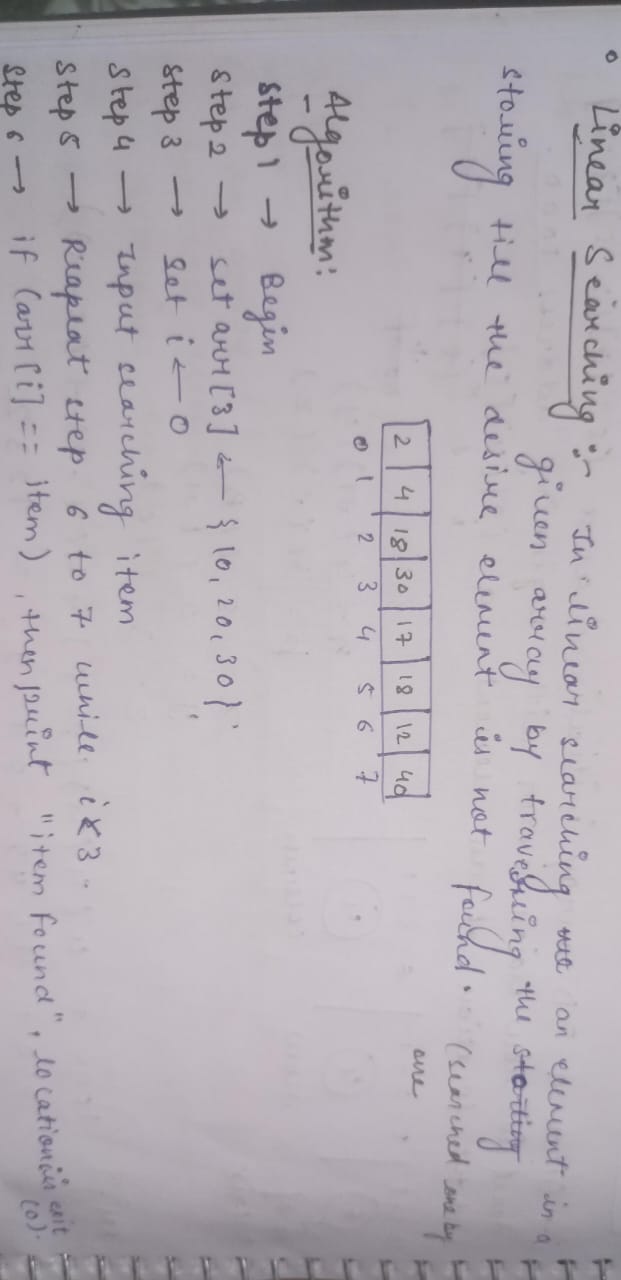 Linear Searching :- In linear searching an element in a
given array by traversing the starting
storing till the desire element is not found. (searched one by
one
2 4 18 30 17 18 12 40
0 1 2 3 4 5 6 7
Algorithm:
Step 1 → Begin
Step 2 → set arr[3] ← { 10, 20, 30 }
Step 3 → Set i ← 0
Step 4 → Input searching item
Step 5 → Reapeat step 6 to 7 while i < 3.
Step 6 → if (arr[i] == item), then print "item found", location i exit
(0).